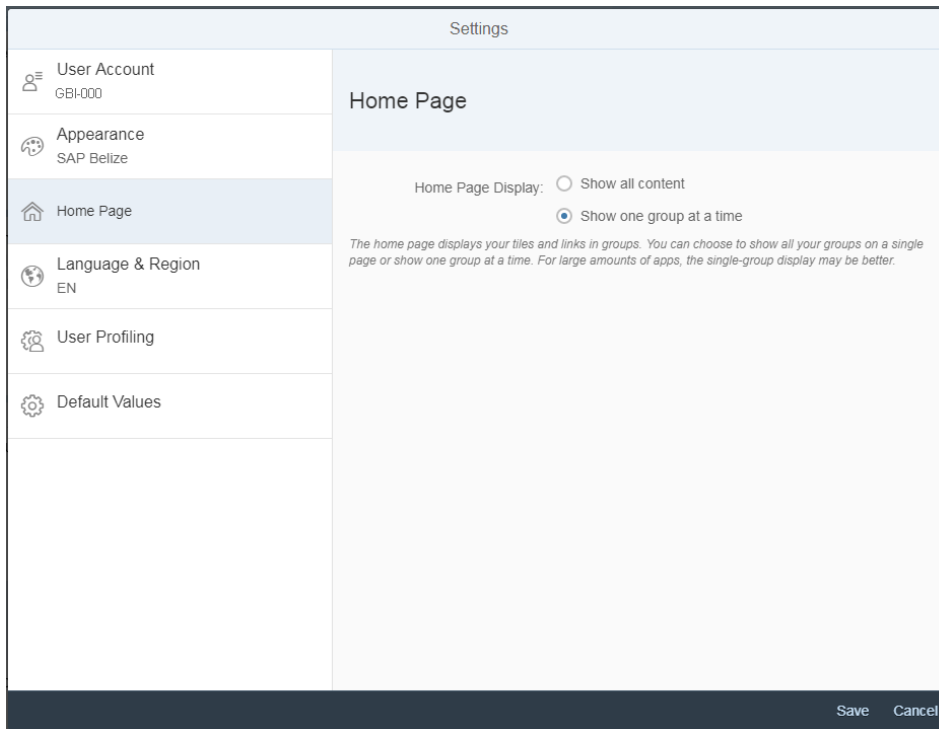 Settings
User Account
GBI-000
Appearance
SAP Belize
Home Page
Language & Region
EN
User Profiling
Default Values
Home Page
Home Page Display:
Show all content
Show one group at a time
The home page displays your tiles and links in groups. You can choose to show all your groups on a single
page or show one group at a time. For large amounts of apps, the single-group display may be better.
Save Cancel